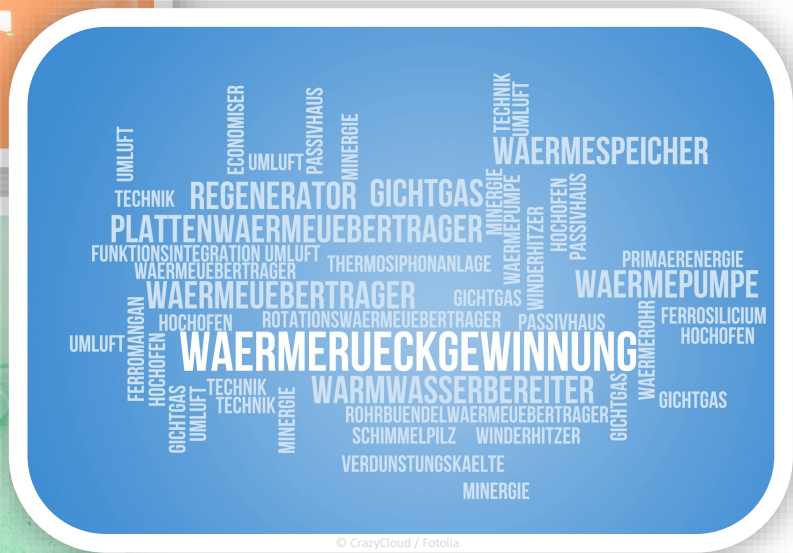 UMLUFT
ECONOMISER
UMLUFT
PASSIVHAUS
MINERGIE
TECHNIK
UMLUFT
WAERMESPEICHER
TECHNIK
REGENERATOR
GICHTGAS
MINERGIE
WAERMEPUMPE
WINDERHITZER
HOCHOFEN
PASSIVHAUS
PLATTENWAERMEUEBERTRAGER
FUNKTIONSINTEGRATION UMLUFT
WAERMEUEBERTRAGER
THERMOSIPHONANLAGE
PRIMAERENERGIE
WAERMEPUMPE
WAERMEUEBERTRAGER
GICHTGAS
FERROMANGAN
HOCHOFEN
ROTATIONSWAERMEUEBERTRAGER
PASSIVHAUS
WAERMEROHR
FERROSILICIUM
HOCHOFEN
UMLUFT
HOCHOFEN
WAERMERUECKGEWINNUNG
GICHTGAS
UMLUFT
TECHNIK
TECHNIK
MINERGIE
WARMWASSERBEREITER
GICHTGAS
GICHTGAS
ROHRBUENDELWAERMEUEBERTRAGER
SCHIMMELPILZ
WINDERHITZER
VERDUNSTUNGSKAELTE
MINERGIE
© CrazyCloud / Fotolia